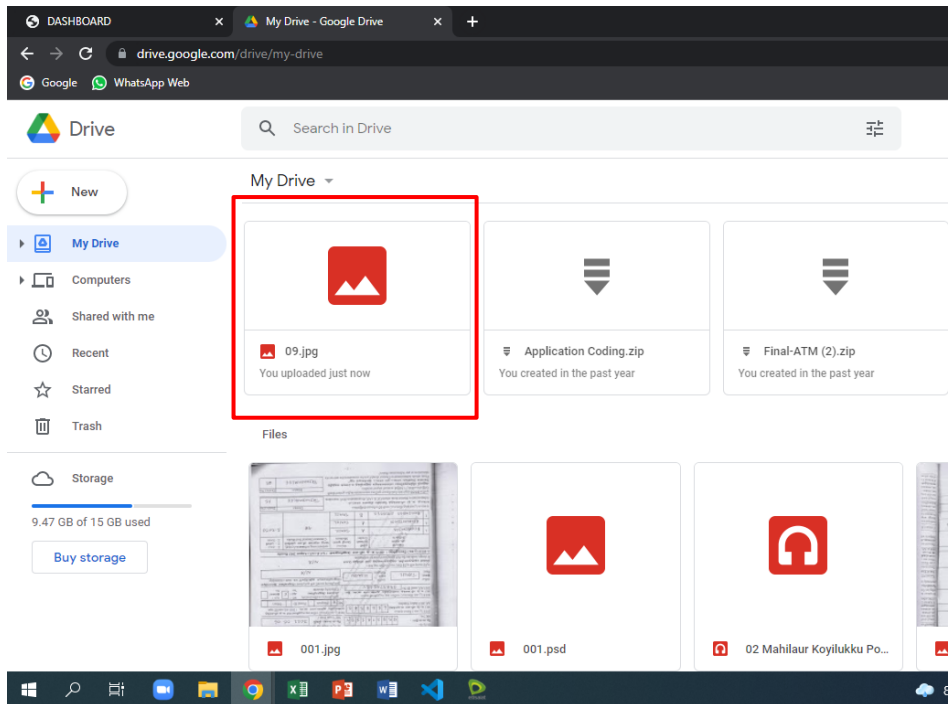 DASHBOARD
My Drive - Google Drive
drive.google.com/drive/my-drive
Google
WhatsApp Web
Drive
Search in Drive
New
My Drive
My Drive
Computers
Shared with me
Recent
Starred
Trash
Storage
9.47 GB of 15 GB used
Buy storage
09.jpg
You uploaded just now
Application Coding.zip
You created in the past year
Final-ATM (2).zip
You created in the past year
Files
001.jpg
001.psd
02 Mahilaur Koyilukku Po...